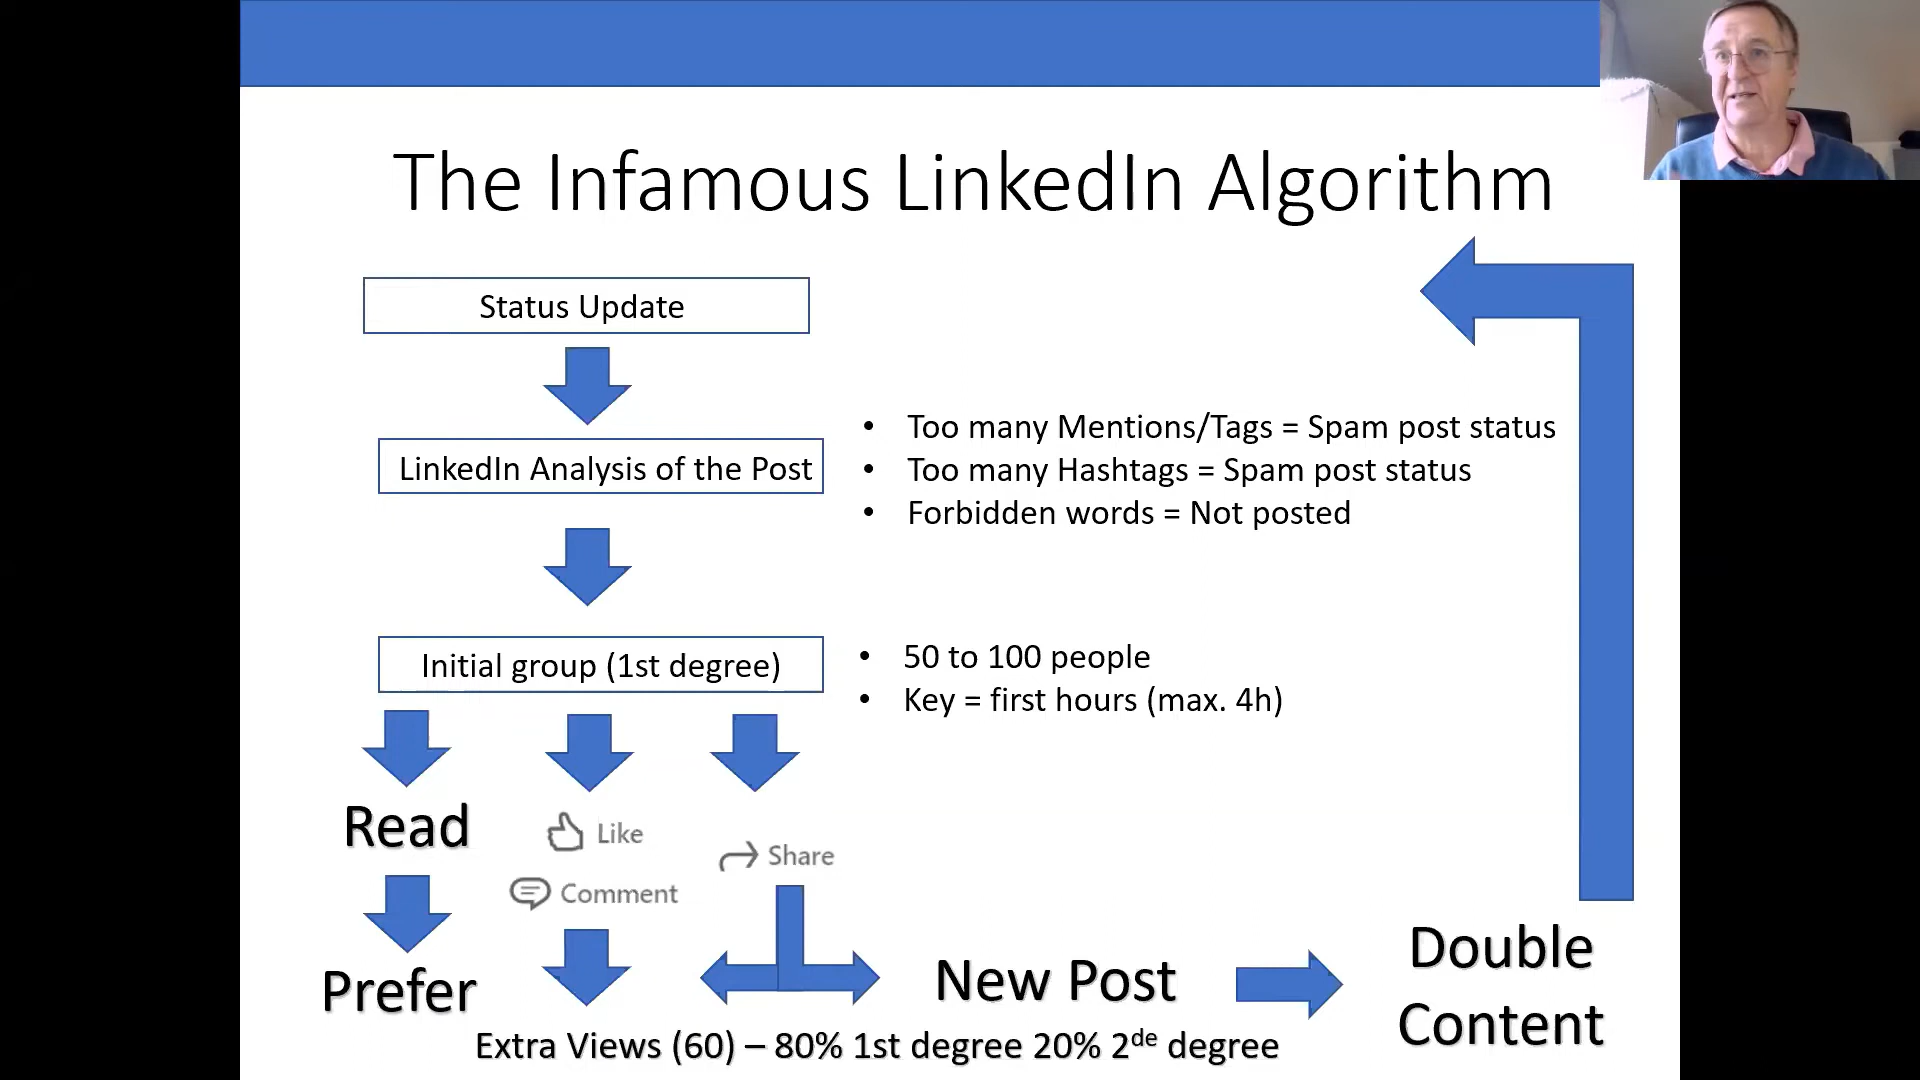 The Infamous LinkedIn Algorithm
Status Update
LinkedIn Analysis of the Post
• Too many Mentions/Tags = Spam post status
• Too many Hashtags = Spam post status
• Forbidden words = Not posted
Initial group (1st degree)
• 50 to 100 people
• Key = first hours (max. 4h)
Read
Like
Comment
Share
Prefer
New Post
Double
Content
Extra Views (60) – 80% 1st degree 20% 2de degree